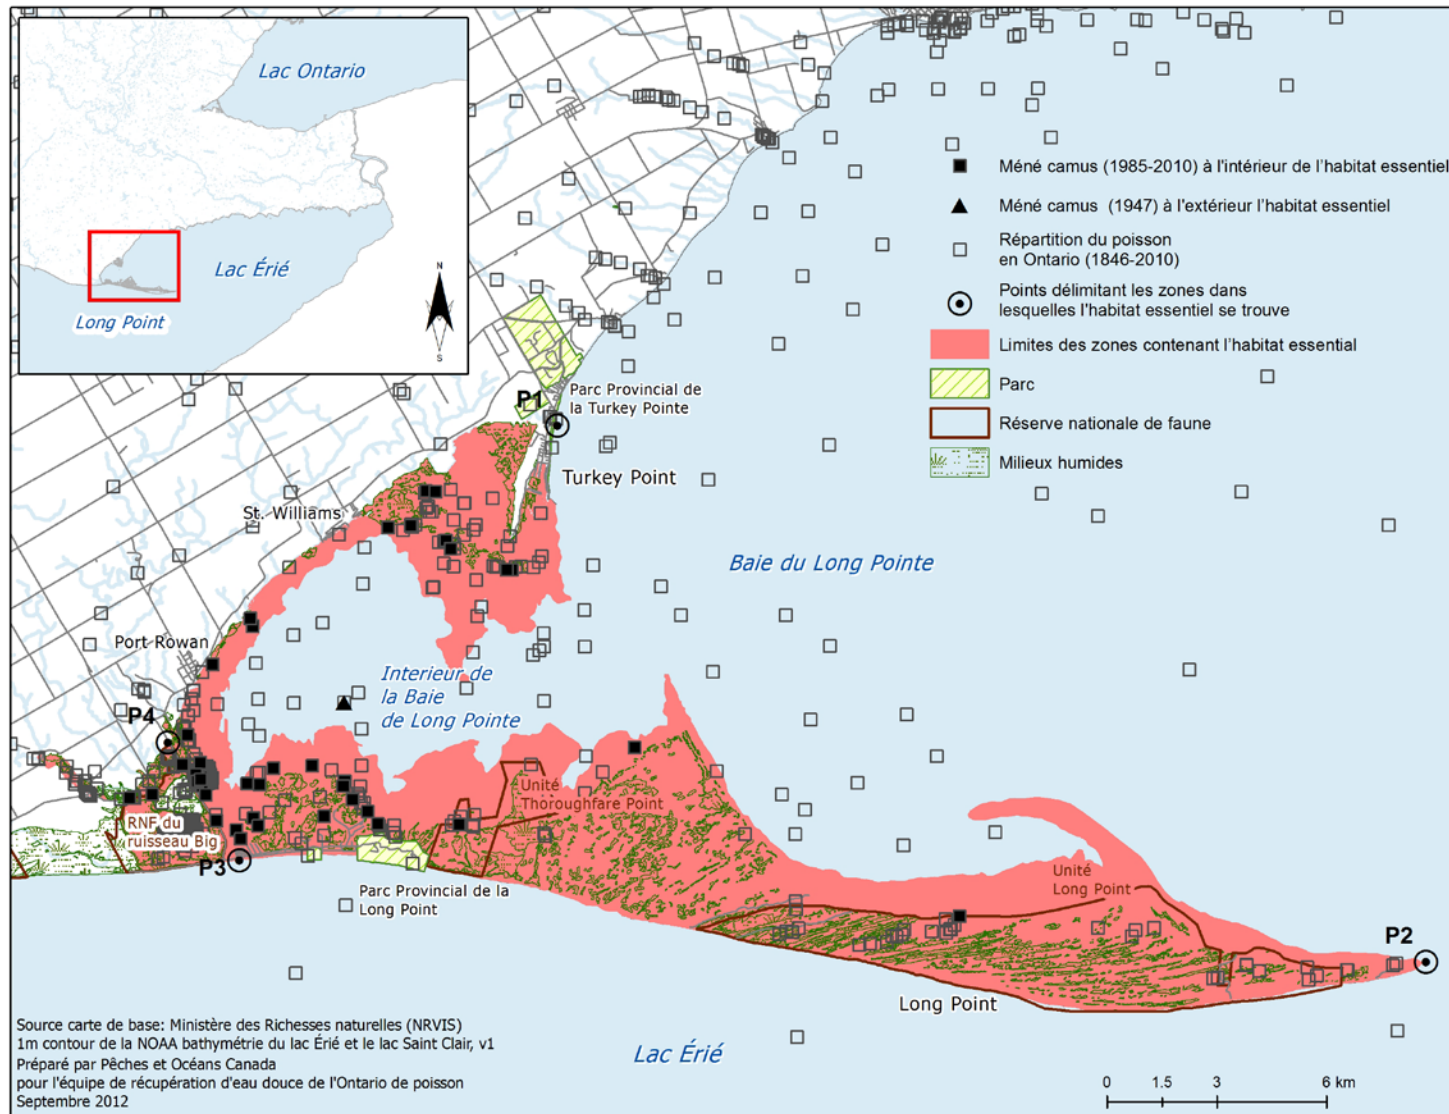 Lac Ontario
Lac Érié
Long Point
N
S
Méné camus (1985-2010) à l'intérieur de l'habitat essentiel
Méné camus (1947) à l'extérieur l'habitat essentiel
Répartition du poisson
en Ontario (1846-2010)
Points délimitant les zones dans
lesquelles l'habitat essentiel se trouve
Limites des zones contenant l'habitat essential
Parc
Réserve nationale de faune
Milieux humides
P1
Parc Provincial de
la Turkey Pointe
Turkey Point
St. Williams
Baie du Long Pointe
Port Rowan
Interieur de
la Baie
de Long Pointe
P4
Unité
Thoroughfare Point
RNF du
ruisseau Big
P3
Parc Provincial de la
Long Point
Unité
Long Point
P2
Long Point
Lac Érié
Source carte de base: Ministère des Richesses naturelles (NRVIS)
1m contour de la NOAA bathymétrie du lac Érié et le lac Saint Clair, v1
Préparé par Pêches et Océans Canada
pour l'équipe de récupération d'eau douce de l'Ontario de poisson
Septembre 2012
0 1.5 3 6 km